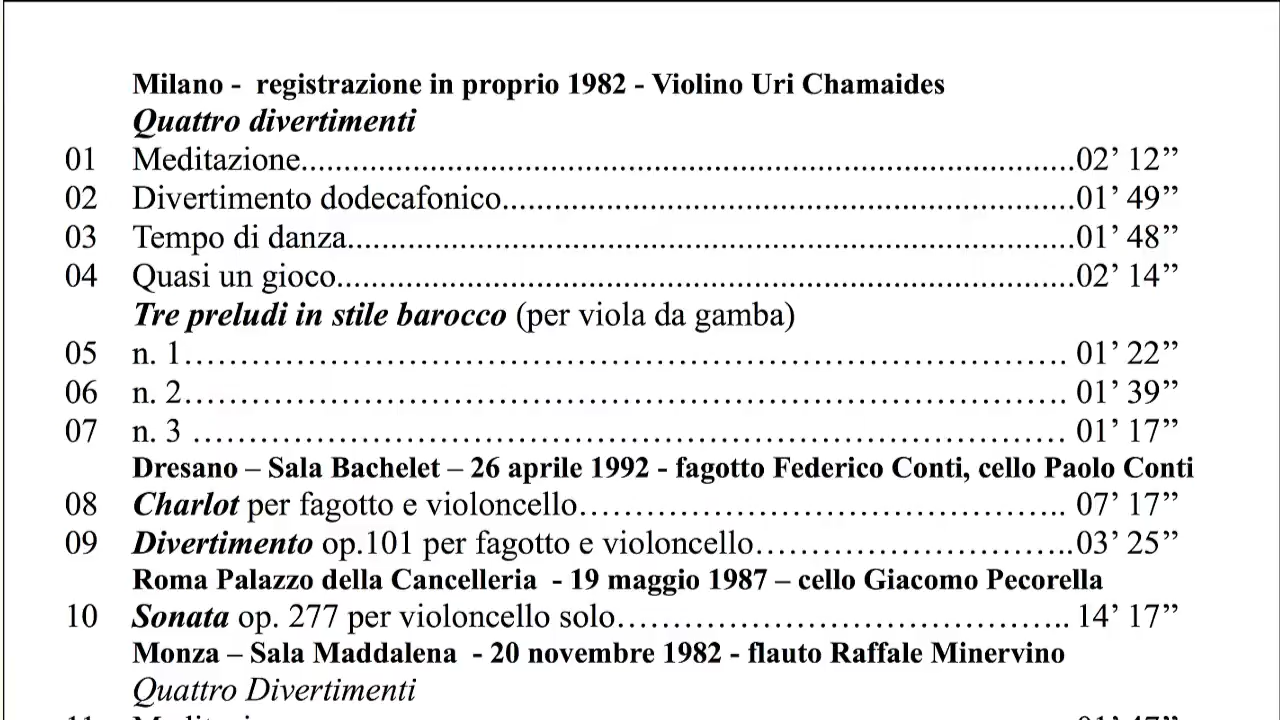 Milano -  registrazione in proprio 1982 - Violino Uri Chamaides
Quattro divertimenti
01 Meditazione..........................................................................................02’ 12”
02 Divertimento dodecafonico...................................................................01’ 49”
03 Tempo di danza.....................................................................................01’ 48”
04 Quasi un gioco......................................................................................02’ 14”
Tre preludi in stile barocco (per viola da gamba)
05 n. 1…………………………………………………………………………. 01’ 22”
06 n. 2…………………………………………………………………………. 01’ 39”
07 n. 3 ………………………………………………………………………… 01’ 17”
Dresano – Sala Bachelet – 26 aprile 1992 - fagotto Federico Conti, cello Paolo Conti
08 Charlot per fagotto e violoncello……………………………………….. 07’ 17”
09 Divertimento op.101 per fagotto e violoncello…………………………..03’ 25”
Roma Palazzo della Cancelleria  - 19 maggio 1987 – cello Giacomo Pecorella
10 Sonata op. 277 per violoncello solo…………………………………….. 14’ 17”
Monza – Sala Maddalena  - 20 novembre 1982 - flauto Raffale Minervino
Quattro Divertimenti